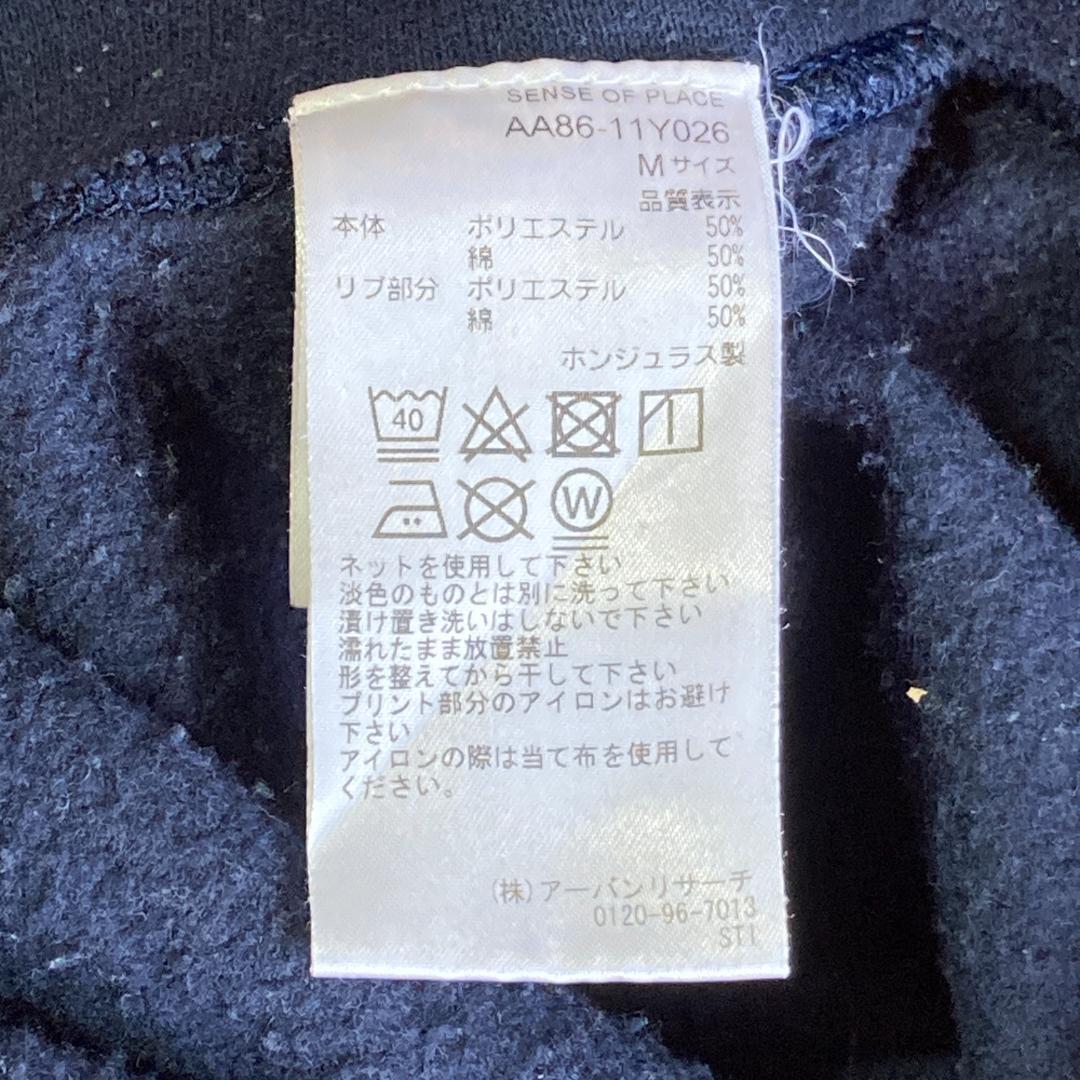 SENSE OF PLACE
AA86-11Y026
Mサイズ
品質表示
本体 ポリエステル 50%
綿 50%
リブ部分 ポリエステル 50%
綿 50%
ホンジュラス製
40
W
ネットを使用して下さい
淡色のものとは別に洗って下さい
漬け置き洗いはしないで下さい
濡れたまま放置禁止
形を整えてから干して下さい
プリント部分のアイロンはお避け
下さい
アイロンの際は当て布を使用して
ください。
(株)アーバンリサーチ
0120-96-7013
STI